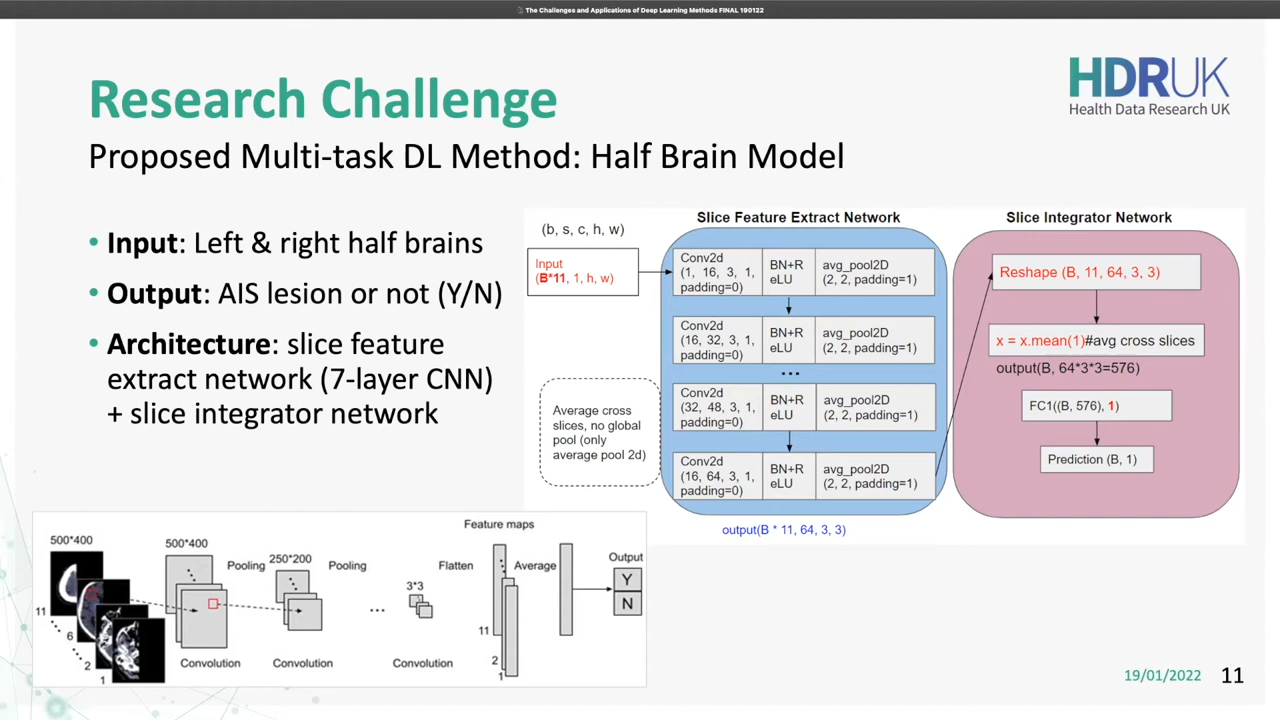 The Challenges and Applications of Deep Learning Methods FINAL 190122
Research Challenge
HDRUK
Health Data Research UK
Proposed Multi-task DL Method: Half Brain Model
• Input: Left & right half brains
• Output: AIS lesion or not (Y/N)
• Architecture: slice feature
extract network (7-layer CNN)
+ slice integrator network
Slice Feature Extract Network
Slice Integrator Network
(b, s, c, h, w)
Input
(B*11, 1, h, w)
Conv2d
(1, 16, 3, 1,
padding=0)
BN+R
eLU
avg_pool2D
(2, 2, padding=1)
Conv2d
(16, 32, 3, 1,
padding=0)
BN+R
eLU
avg_pool2D
(2, 2, padding=1)
...
Conv2d
(32, 48, 3, 1,
padding=0)
BN+R
eLU
avg_pool2D
(2, 2, padding=1)
Conv2d
(16, 64, 3, 1,
padding=0)
BN+R
eLU
avg_pool2D
(2, 2, padding=1)
output(B * 11, 64, 3, 3)
Average cross
slices, no global
pool (only
average pool 2d)
Reshape (B, 11, 64, 3, 3)
x = x.mean(1)#avg cross slices
output(B, 64*3*3=576)
FC1((B, 576), 1)
Prediction (B, 1)
500*400
500*400
Pooling
250*200
Pooling
3*3
Flatten
Feature maps
Average
Output
Y
N
11
6
2
1
...
11
2
1
Convolution
Convolution
Convolution
19/01/2022
11